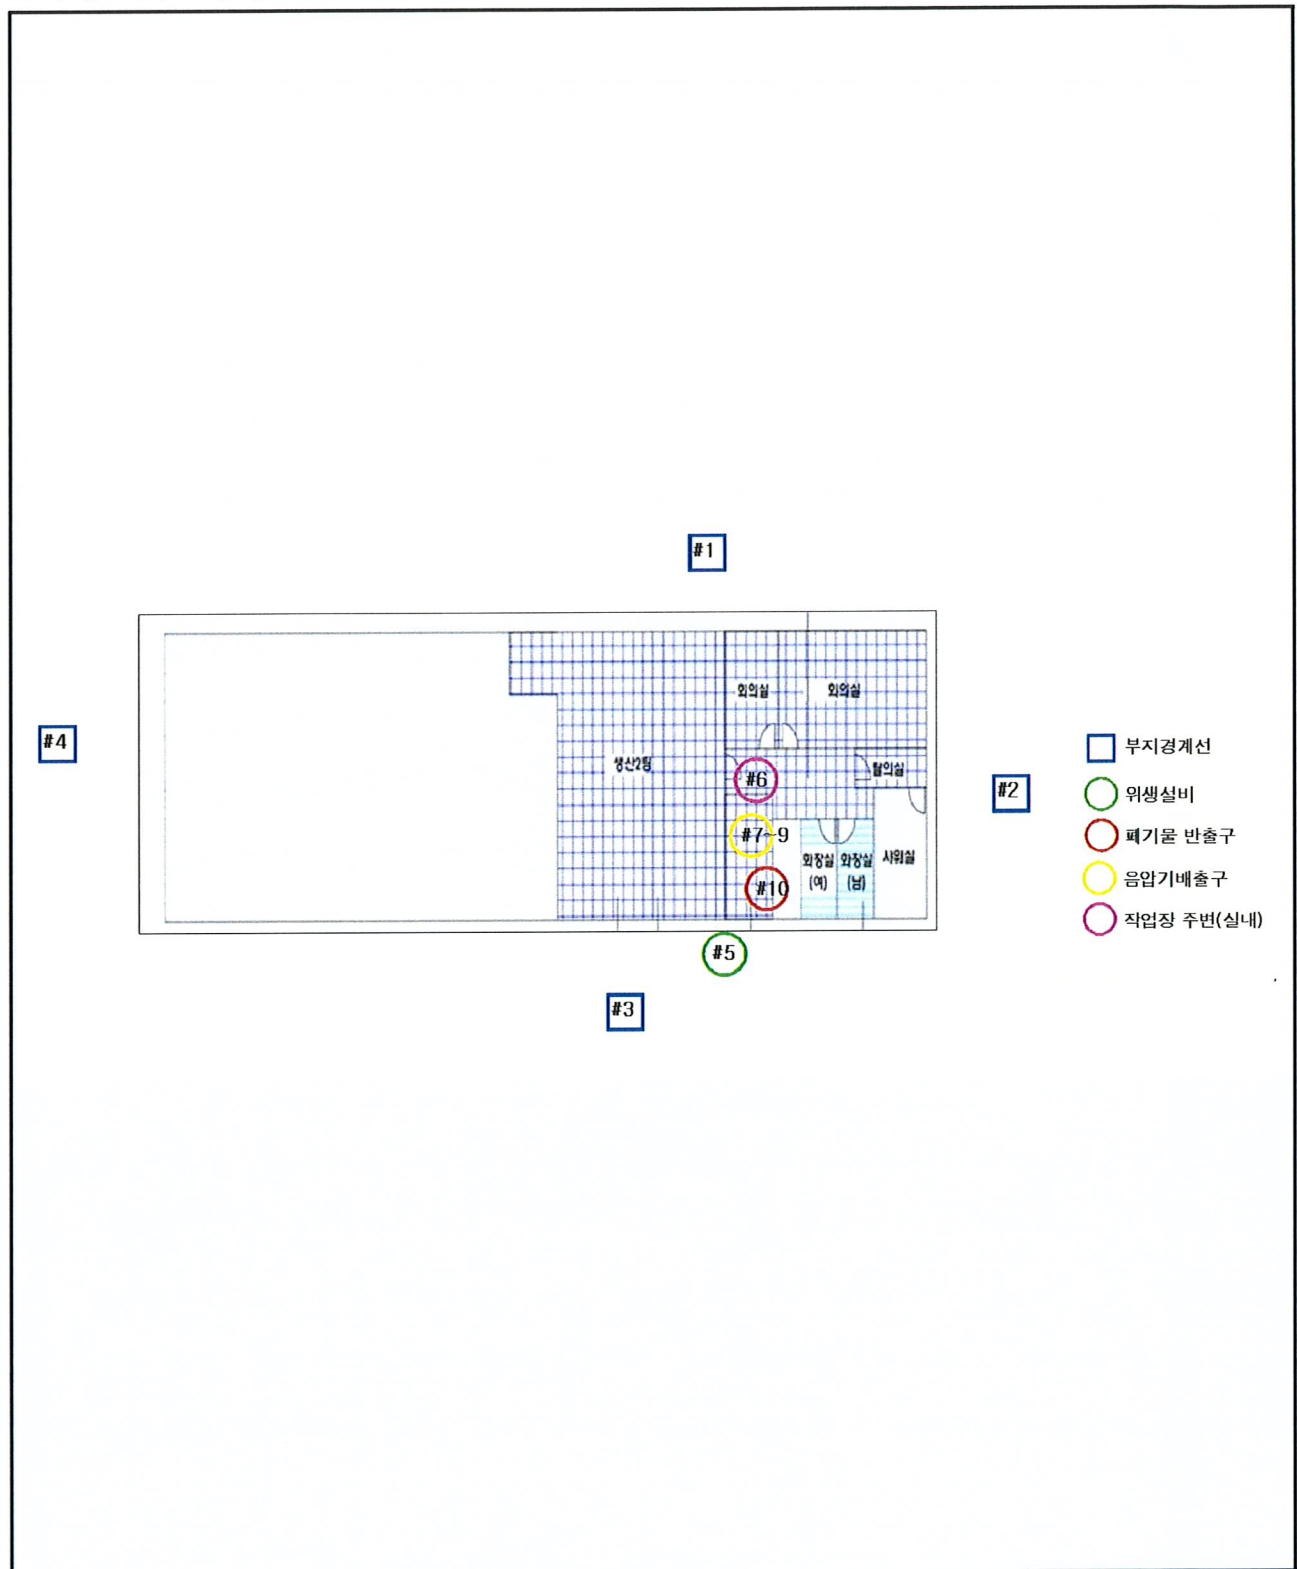 #1
회의실
회의실
#4
생산2팀
탈의실
#6
#2
#7~9
화장실
(여)
화장실
(남)
샤워실
#10
#5
#3
부지경계선
위생설비
폐기물 반출구
음압기배출구
작업장 주변(실내)